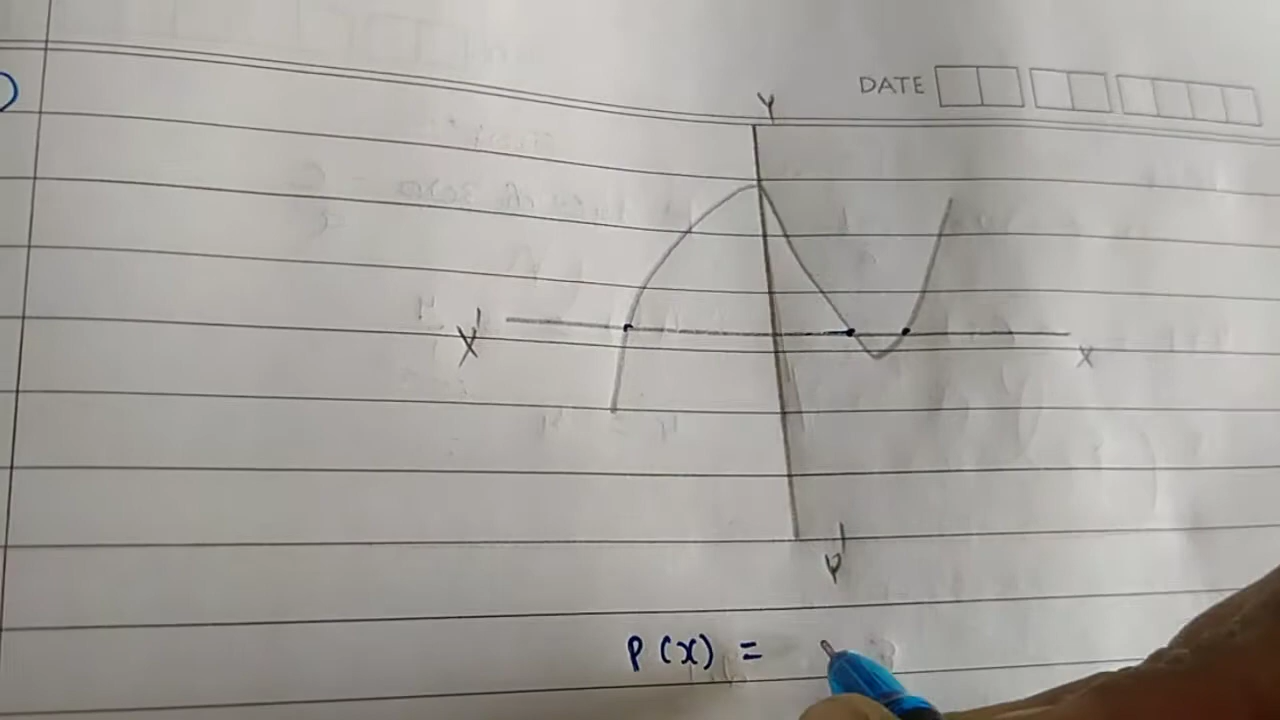 DATE
Y
X'
X
Y'
P(x) =